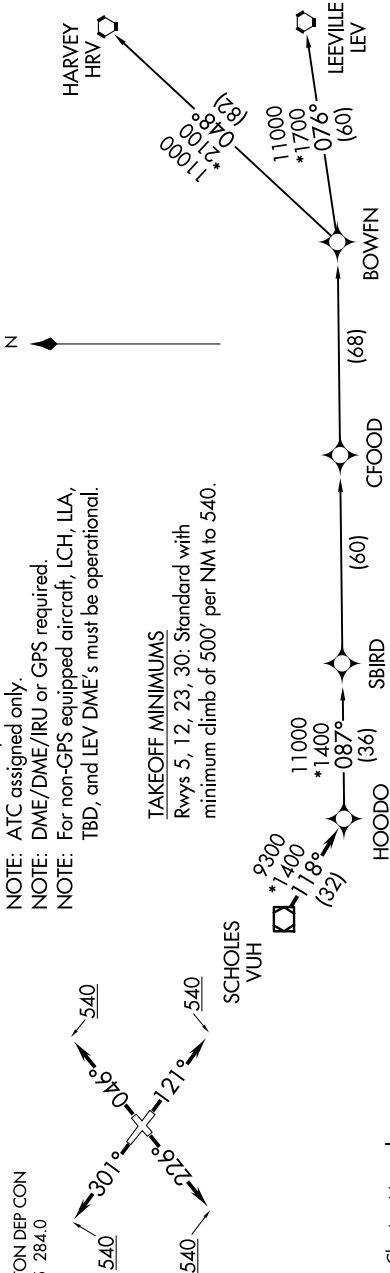 NOTE: ATC assigned only.
NOTE: DME/DME/IRU or GPS required.
NOTE: For non-GPS equipped aircraft, LCH, LLA,
TBD, and LEV DME's must be operational.
TAKEOFF MINIMUMS
Rwys 5, 12, 23, 30: Standard with
minimum climb of 500' per NM to 540.
N
DEP CON
284.0
540
540
540
540
301°
046°
226°
121°
SCHOLES
VUH
9300
*1400
118°
(32)
HOODO
11000
*1400
087°
(36)
SBIRD
(60)
CFOOD
(68)
BOWFN
11000
*2100
048°
(82)
HARVEY
HRV
11000
*1700
076°
(60)
LEEVILLE
LEV